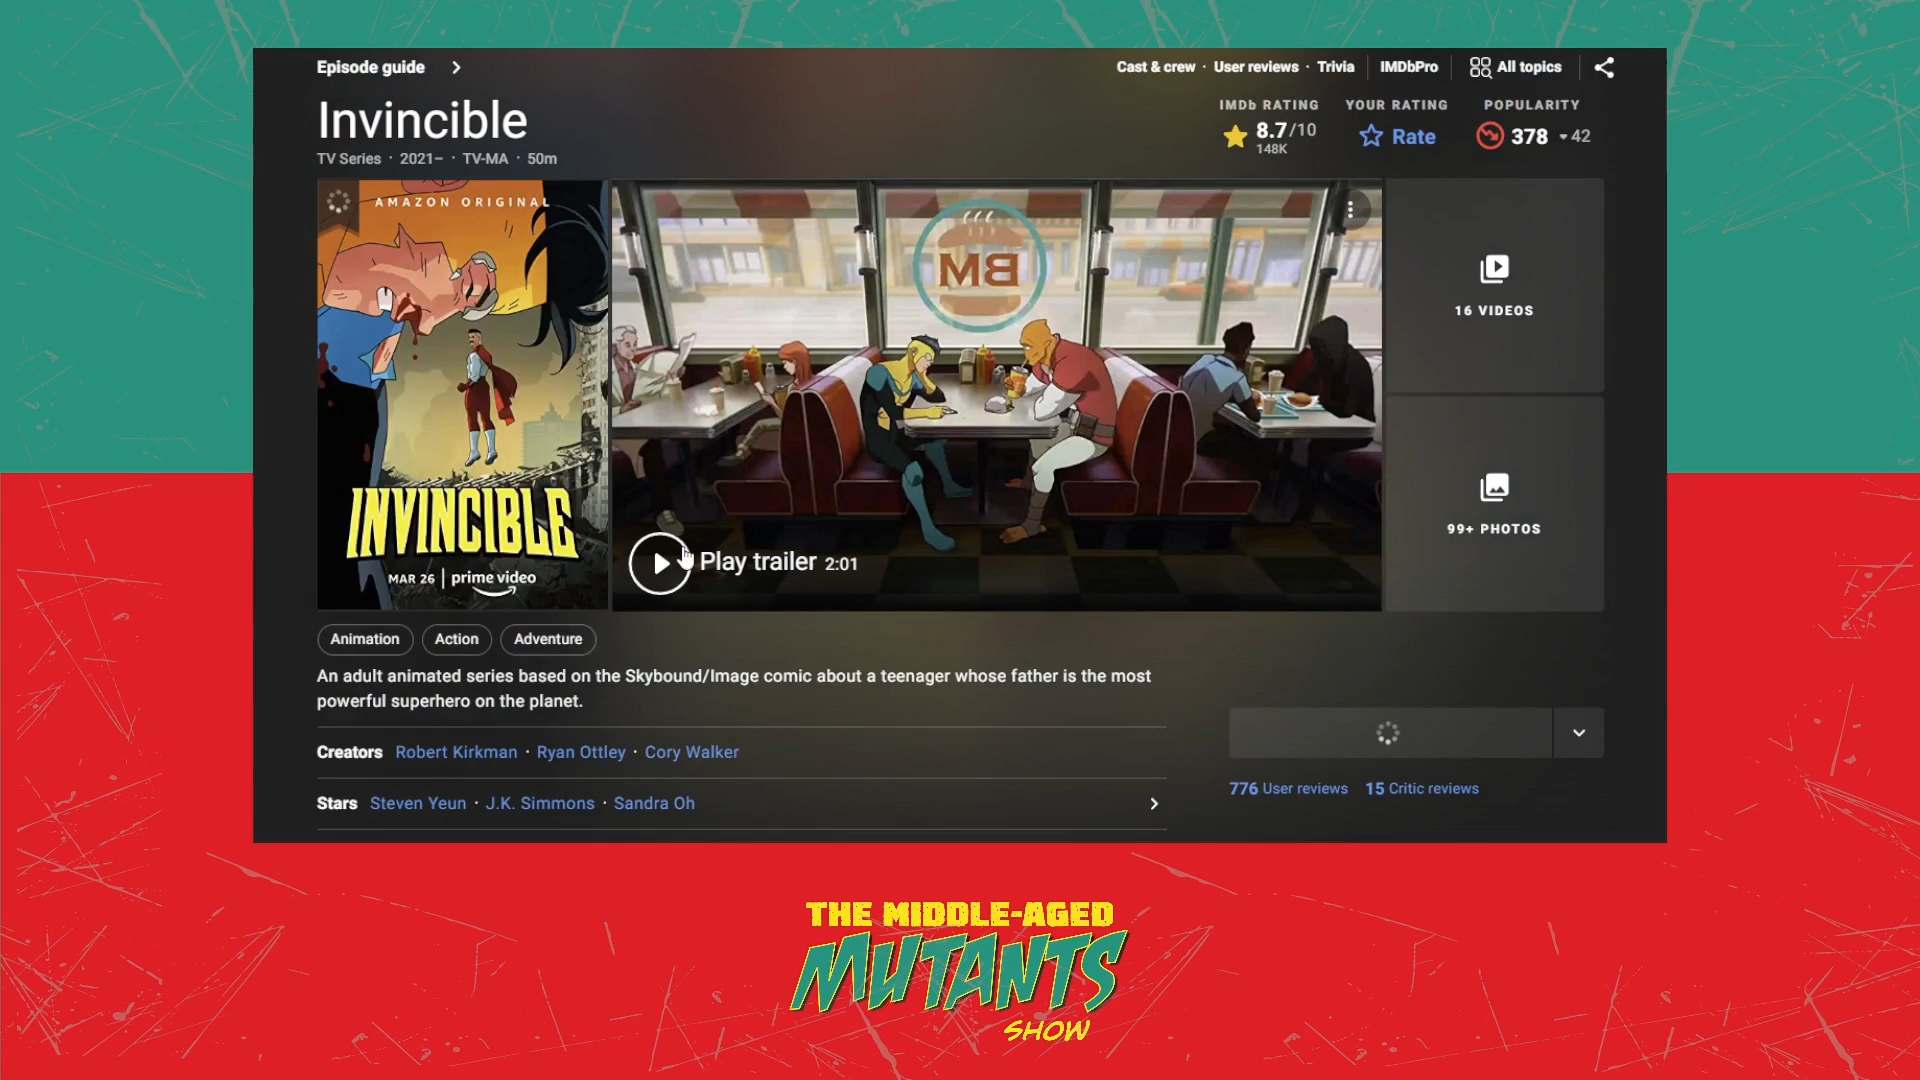 Episode guide
Cast & crew · User reviews · Trivia IMDbPro All topics
Invincible
TV Series · 2021– · TV-MA · 50m
IMDb RATING YOUR RATING POPULARITY
8.7/10 Rate 378 42
148K
AMAZON ORIGINAL
INVINCIBLE
MAR 26 | prime video
BM
Play trailer 2:01
16 VIDEOS
99+ PHOTOS
Animation Action Adventure
An adult animated series based on the Skybound/Image comic about a teenager whose father is the most
powerful superhero on the planet.
Creators Robert Kirkman · Ryan Ottley · Cory Walker
Stars Steven Yeun · J.K. Simmons · Sandra Oh
776 User reviews 15 Critic reviews
THE MIDDLE-AGED
MUTANTS
SHOW